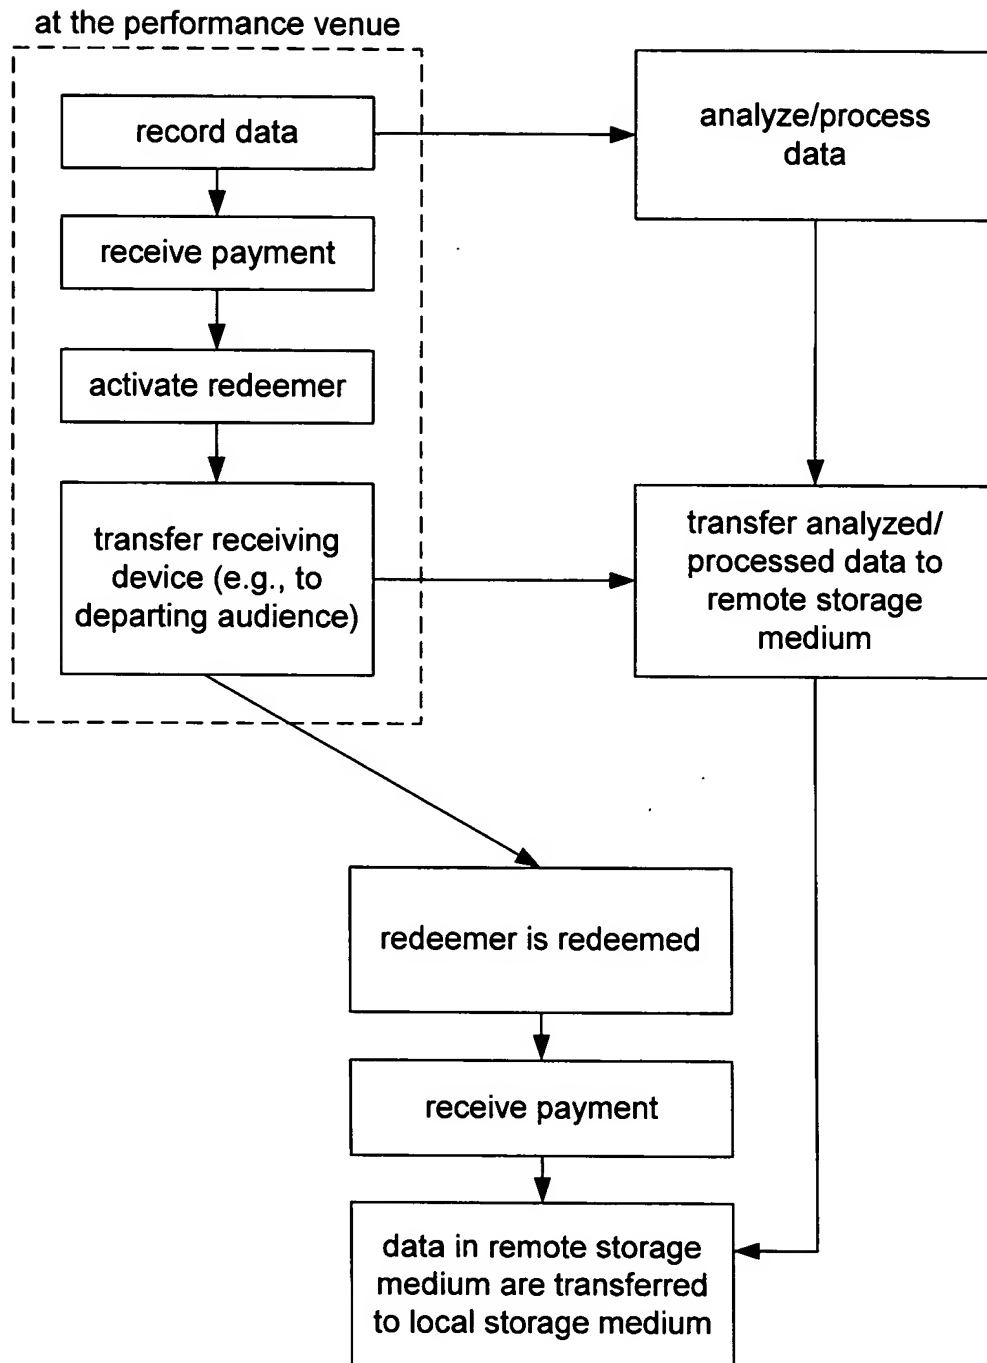 at the performance venue
record data
analyze/process
data
receive payment
activate redeemer
transfer receiving
device (e.g., to
departing audience)
transfer analyzed/
processed data to
remote storage
medium
redeemer is redeemed
receive payment
data in remote storage
medium are transferred
to local storage medium